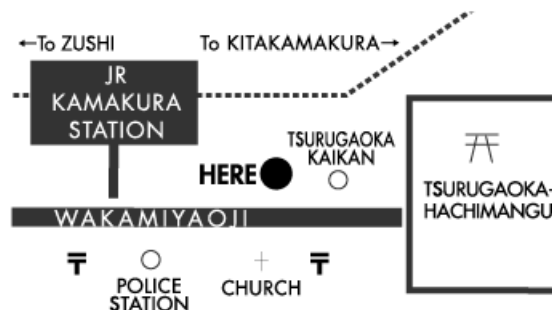 ←To ZUSHI
To KITAKAMAKURA→
JR
KAMAKURA
STATION
TSURUGAOKA
KAIKAN
HERE
TSURUGAOKA-
HACHIMANGU
WAKAMIYAOJI
〒
〒
POLICE
STATION
CHURCH